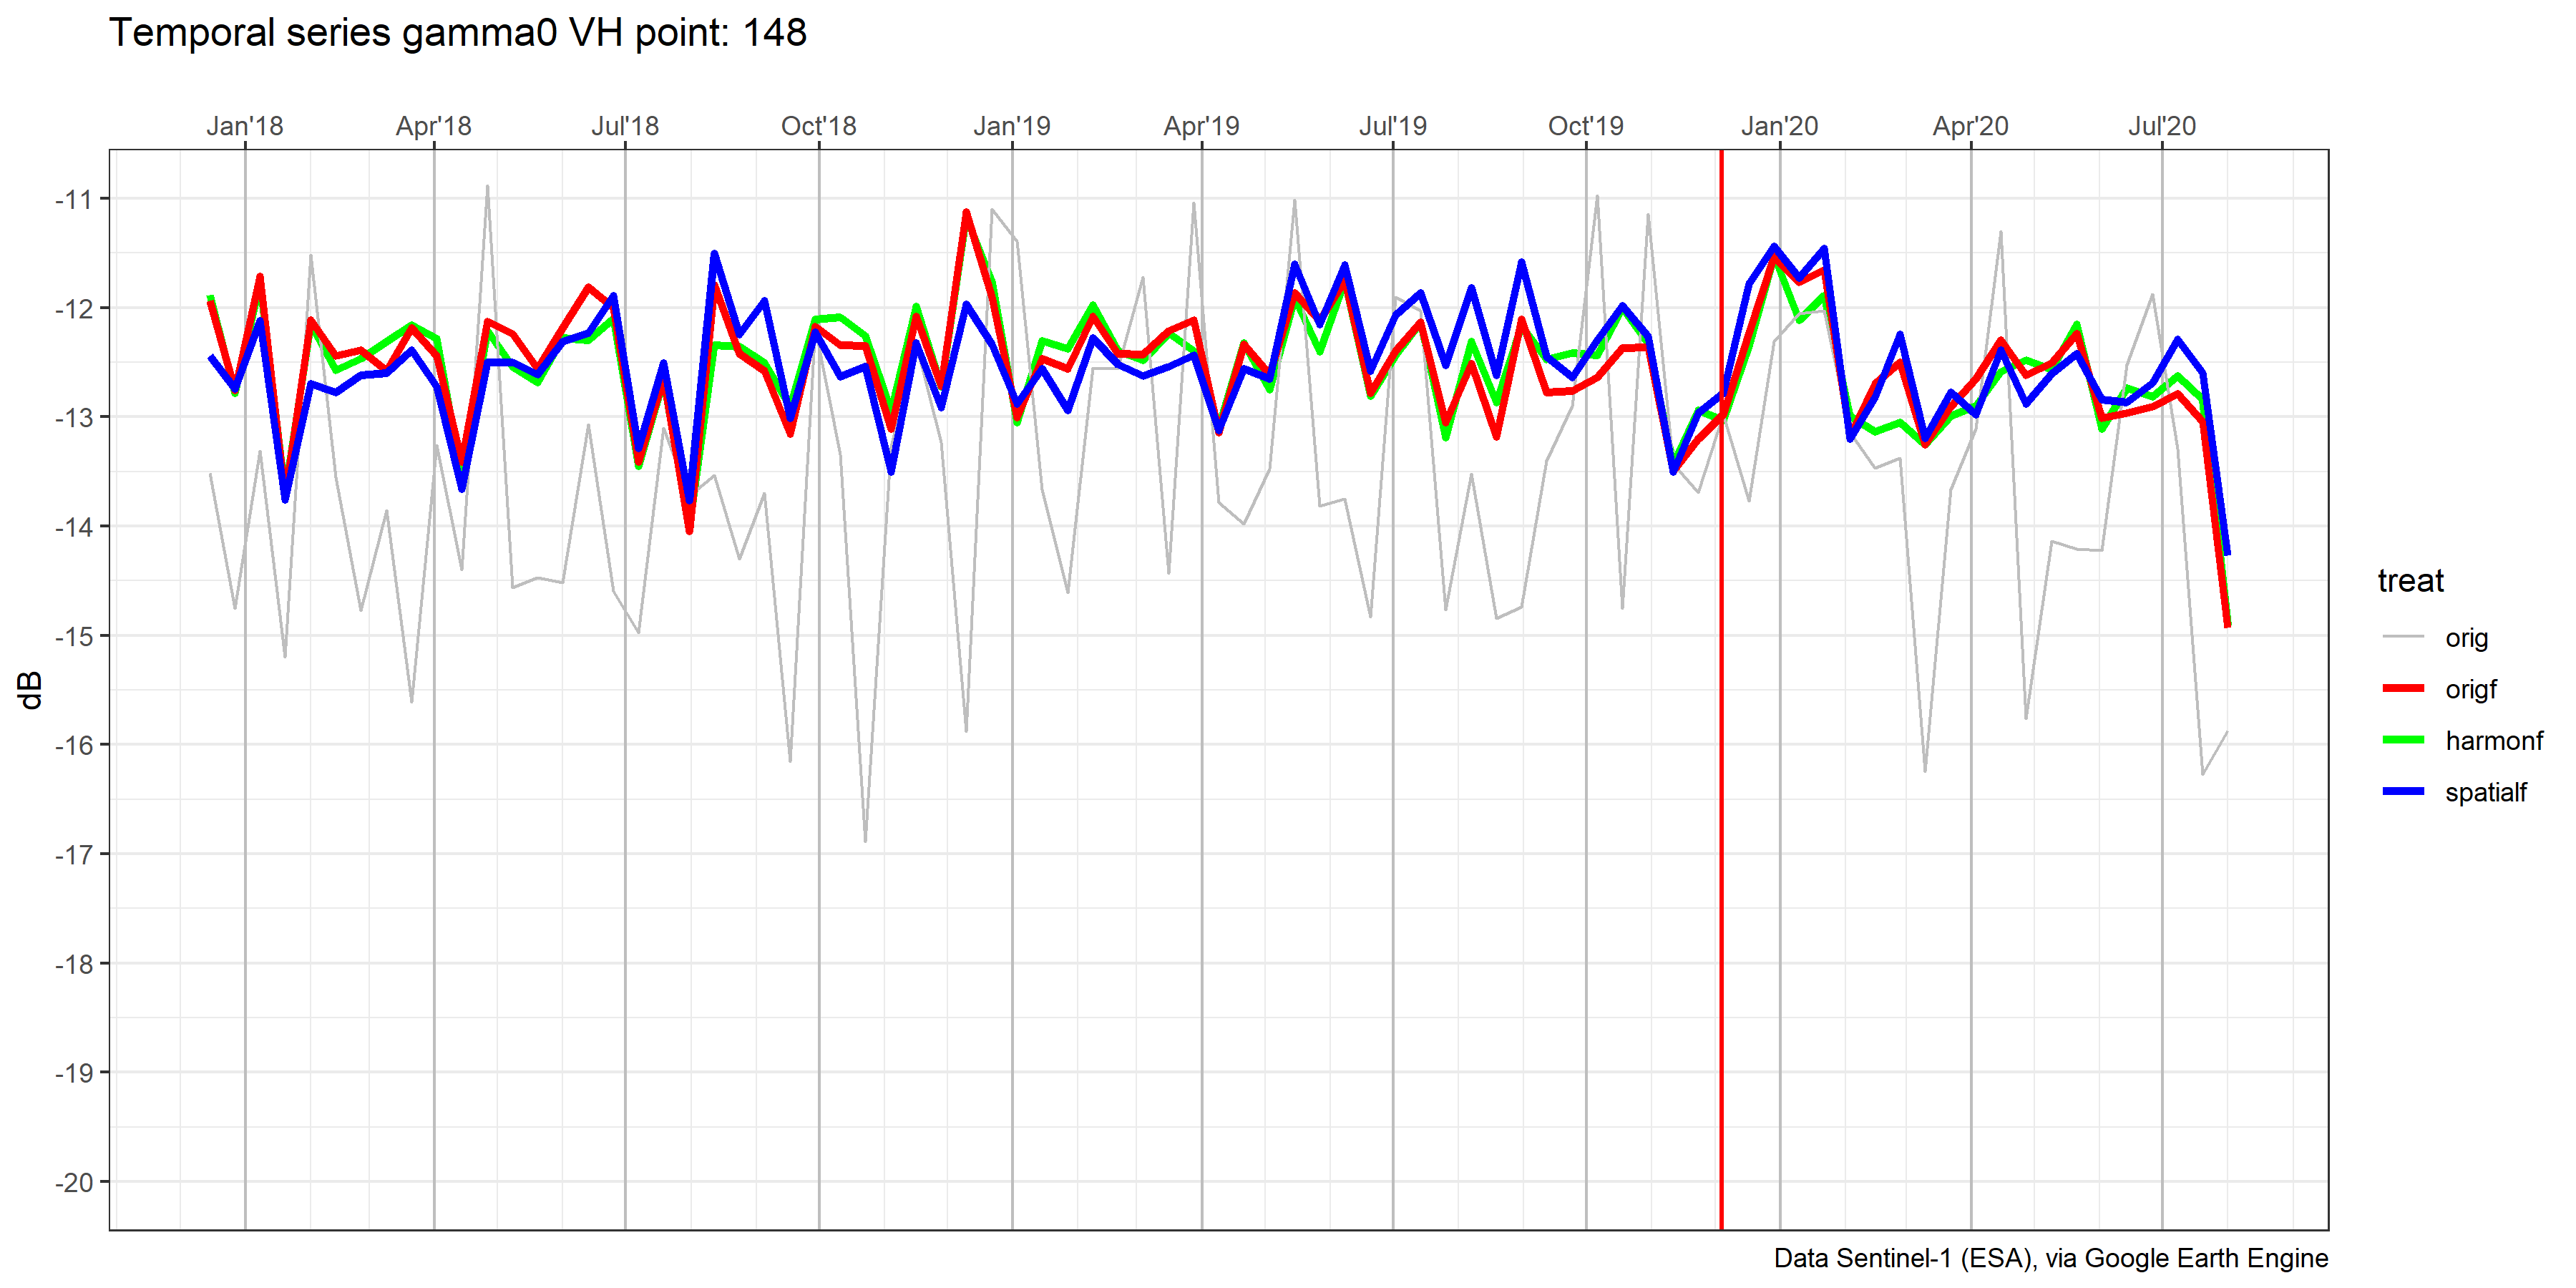 Temporal series gamma0 VH point: 148
Jan'18 Apr'18 Jul'18 Oct'18 Jan'19 Apr'19 Jul'19 Oct'19 Jan'20 Apr'20 Jul'20
-11
-12
-13
-14
-15
-16
-17
-18
-19
-20
dB
treat
orig
origf
harmonf
spatialf
Data Sentinel-1 (ESA), via Google Earth Engine